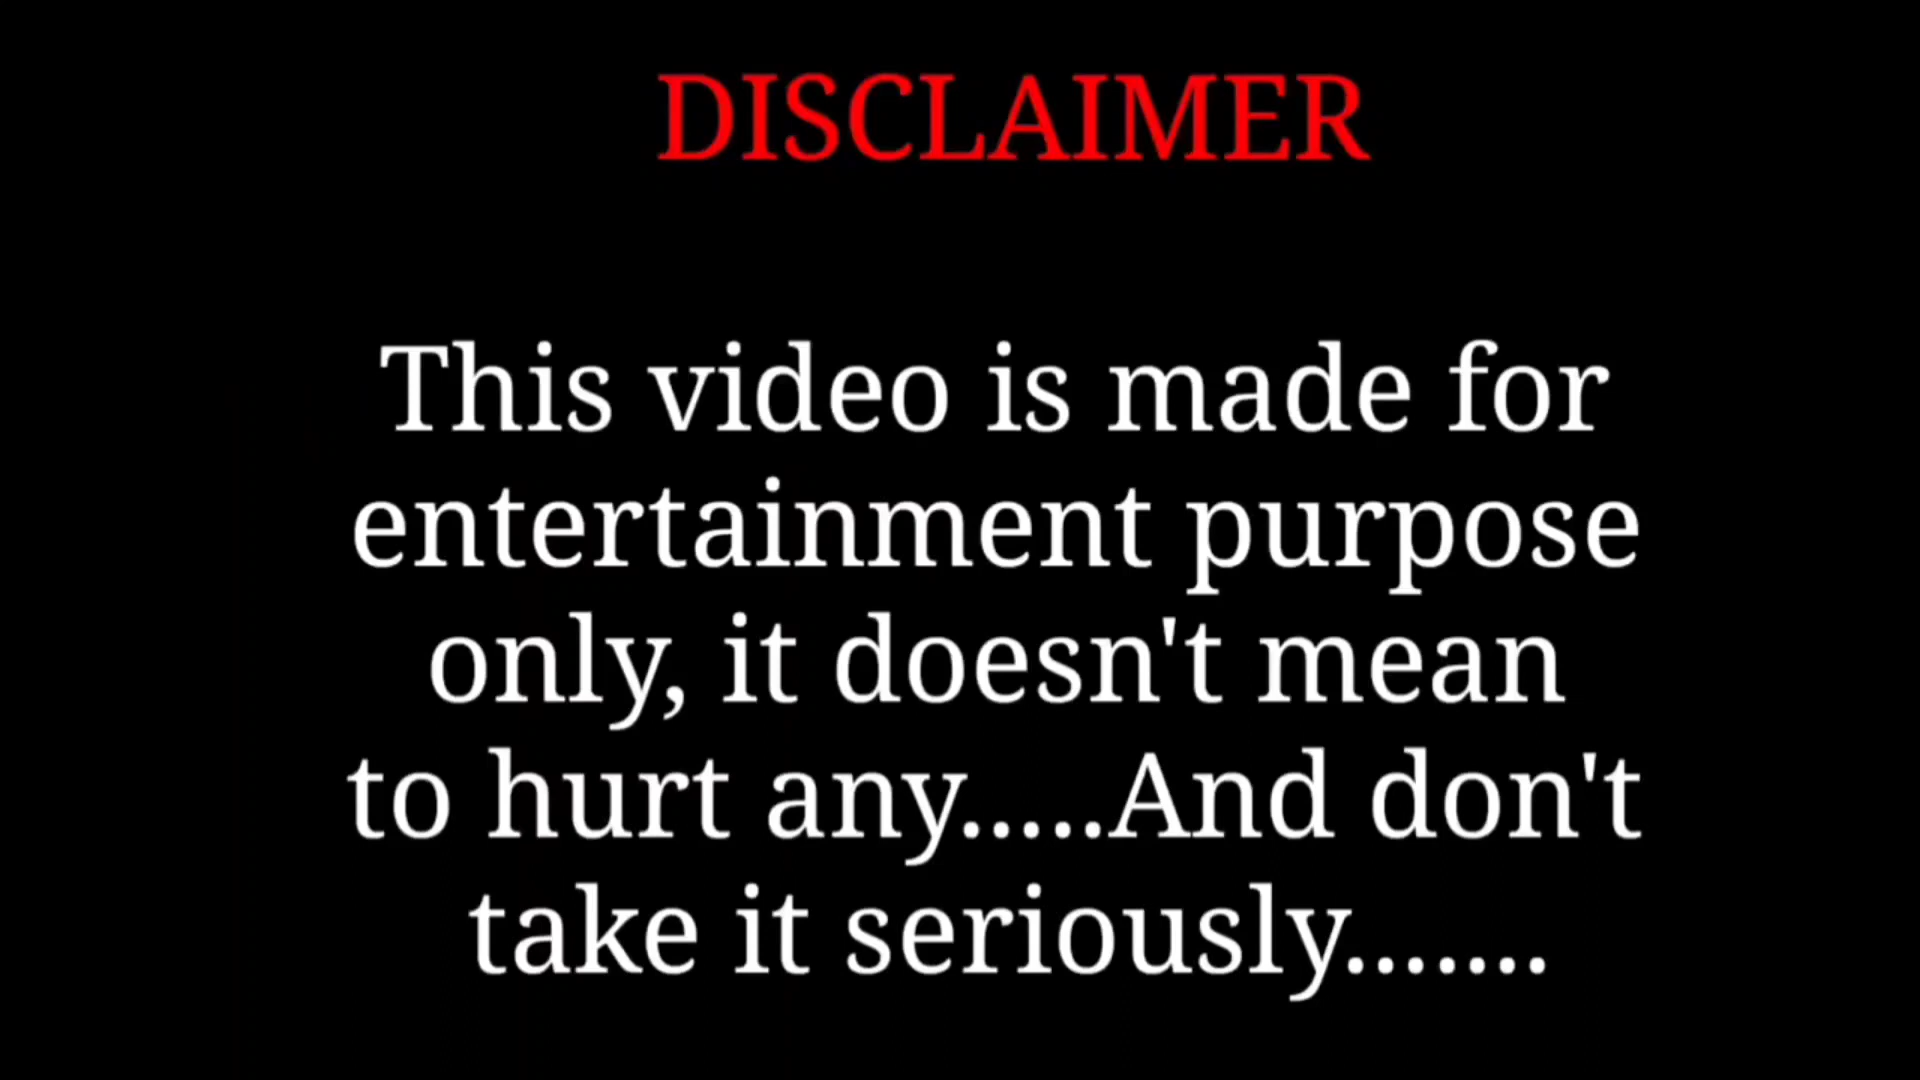 DISCLAIMER
This video is made for
entertainment purpose
only, it doesn't mean
to hurt any.....And don't
take it seriously.......